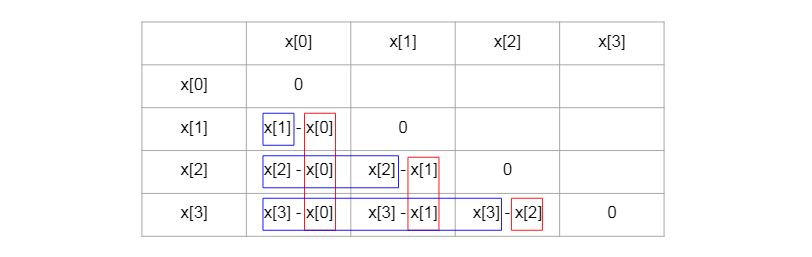 x[0] x[1] x[2] x[3]
x[0] 0
x[1] x[1] - x[0] 0
x[2] x[2] - x[0] x[2] - x[1] 0
x[3] x[3] - x[0] x[3] - x[1] x[3] - x[2] 0